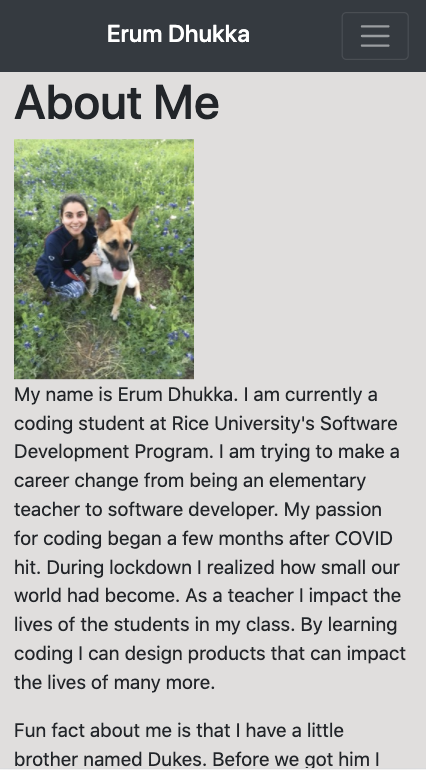 Erum Dhukka
About Me
My name is Erum Dhukka. I am currently a
coding student at Rice University's Software
Development Program. I am trying to make a
career change from being an elementary
teacher to software developer. My passion
for coding began a few months after COVID
hit. During lockdown I realized how small our
world had become. As a teacher I impact the
lives of the students in my class. By learning
coding I can design products that can impact
the lives of many more.
Fun fact about me is that I have a little
brother named Dukes. Before we got him I